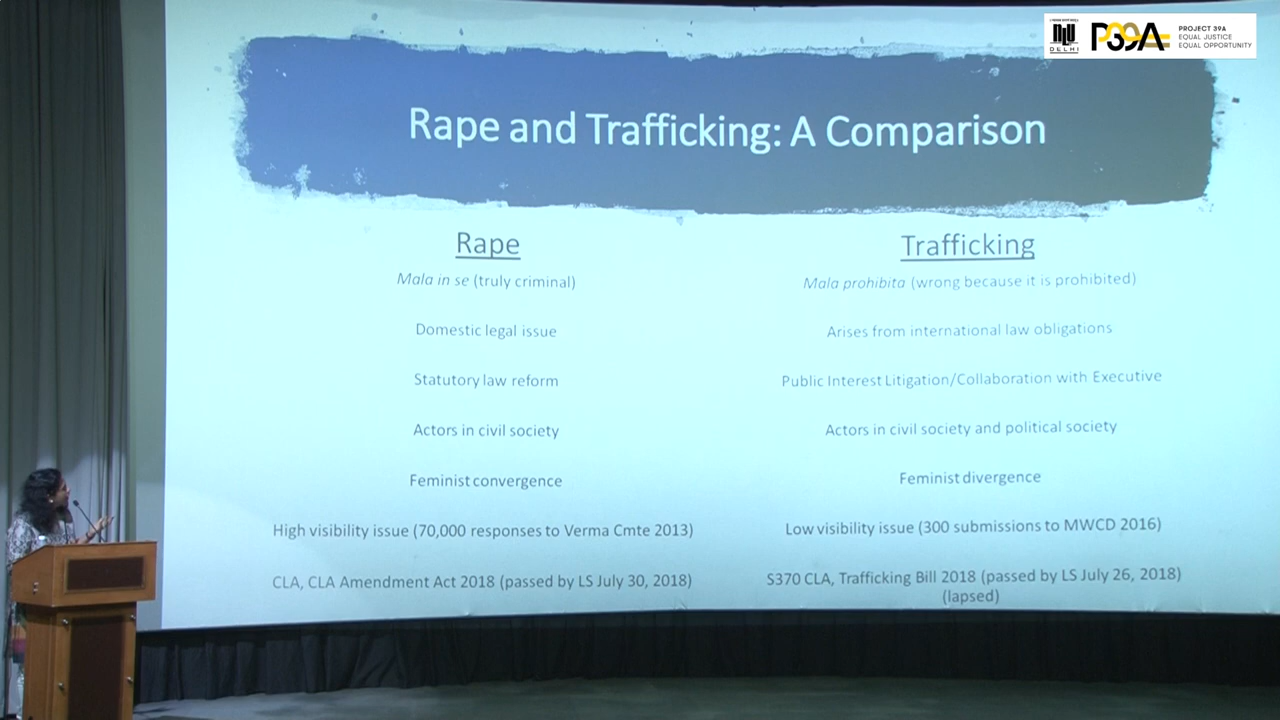 DELHI
P39A
PROJECT 39A
EQUAL JUSTICE
EQUAL OPPORTUNITY
Rape and Trafficking: A Comparison
Rape
Mala in se (truly criminal)
Domestic legal issue
Statutory law reform
Actors in civil society
Feminist convergence
High visibility issue (70,000 responses to Verma Cmte 2013)
CLA, CLA Amendment Act 2018 (passed by LS July 30, 2018)
Trafficking
Mala prohibita (wrong because it is prohibited)
Arises from international law obligations
Public Interest Litigation/Collaboration with Executive
Actors in civil society and political society
Feminist divergence
Low visibility issue (300 submissions to MWCD 2016)
S370 CLA, Trafficking Bill 2018 (passed by LS July 26, 2018)
(lapsed)